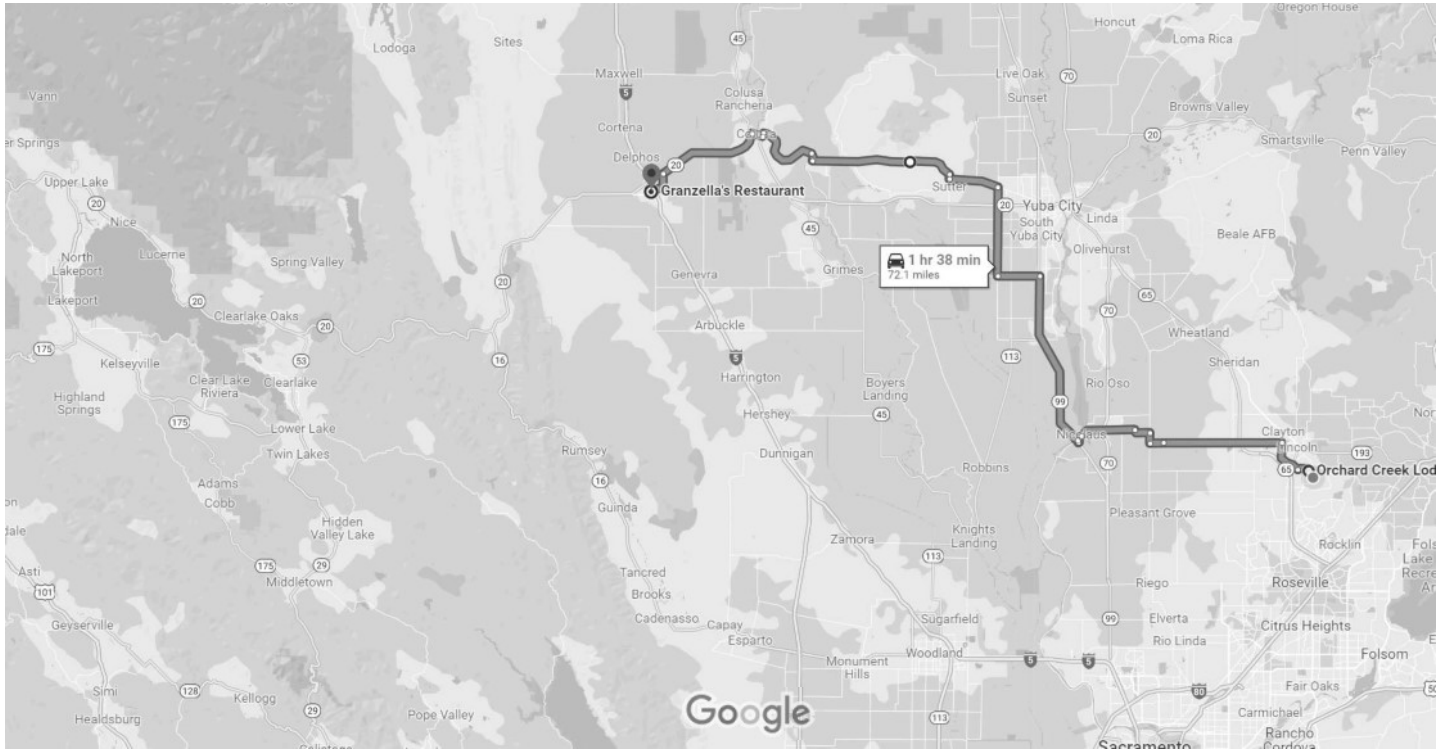 Honcut
Oregon House
Lodoga
Sites
45
Loma Rica
Maxwell
Live Oak
70
Vann
5
Colusa
Rancheria
Sunset
Browns Valley
20
Cortena
Smartsville
er Springs
Delphos
20
Penn Valley
Upper Lake
Granzella's Restaurant
Sutter
20
Nice
20
Yuba City
Linda
South
Yuba City
North
Lakeport
Lucerne
Spring Valley
45
Olivehurst
Beale AFB
1 hr 38 min
72.1 miles
Lakeport
20
Genevra
Grimes
65
Clearlake Oaks
20
70
175
Arbuckle
Wheatland
Kelseyville
53
16
5
113
Sheridan
Clear Lake
Riviera
Clearlake
Harrington
Boyers
Landing
Rio Oso
Highland
Springs
175
Hershey
45
99
Lower Lake
Clayton
Twin Lakes
Rumsey
Dunnigan
70
193
Robbins
65
Orchard Creek Lod
Adams
16
Cobb
Guinda
Pleasant Grove
Hidden
Valley Lake
Knights
Landing
Zamora
Rocklin
175
29
113
Asti
Middletown
Tancred
Riego
Roseville
101
Brooks
Geyserville
Cadenasso
Capay
Sugarfield
99
Elverta
Citrus Heights
Esparto
Rio Linda
Woodland
Monument
Hills
5
5
Folsom
Simi
128
Kellogg
80
Fair Oaks
50
29
Pope Valley
Google
113
Carmichael
Healdsburg
Sacramento
Rancho
Cordova